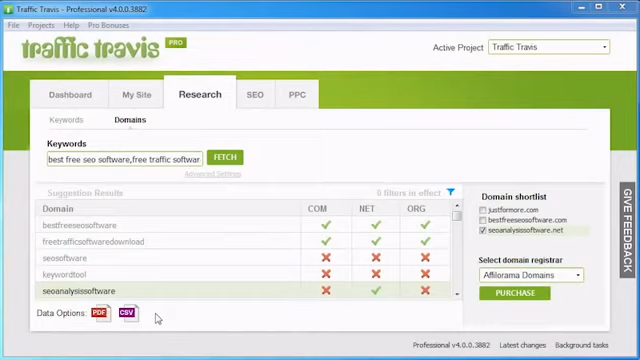 Traffic Travis - Professional v4.0.0.3882
File Projects Help Pro Bonuses
traffic travis PRO
Active Project Traffic Travis
Dashboard My Site Research SEO PPC
Keywords Domains
Keywords
best free seo software,free traffic softwar FETCH
Advanced Settings
Suggestion Results 0 filters in effect
Domain COM NET ORG
bestfreeseosoftware
freetrafficsoftwaredownload
seosoftware
keywordtool
seoanalysissoftware
Data Options: PDF CSV
Domain shortlist
justformore.com
bestfreeseosoftware.com
seoanalysissoftware.net
Select domain registrar
Affilorama Domains
PURCHASE
GIVE FEEDBACK
Professional v4.0.0.3882 Latest changes Background tasks